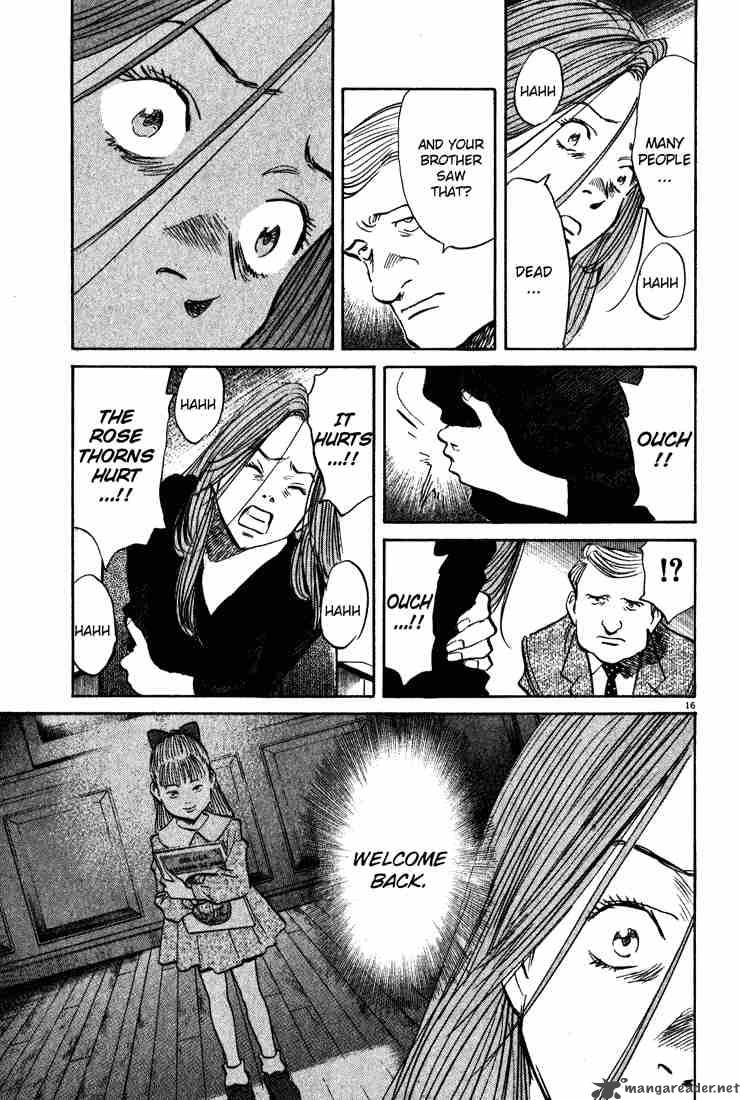 HAHH
MANY
PEOPLE
...
DEAD
...
HAHH
AND YOUR
BROTHER
SAW
THAT?
OUCH
!!
IT
HURTS
...!!
HAHH
THE
ROSE
THORNS
HURT
...!!
HAHH
HAHH
!?
OUCH
...!!
16
WELCOME
BACK.
mangareader.net